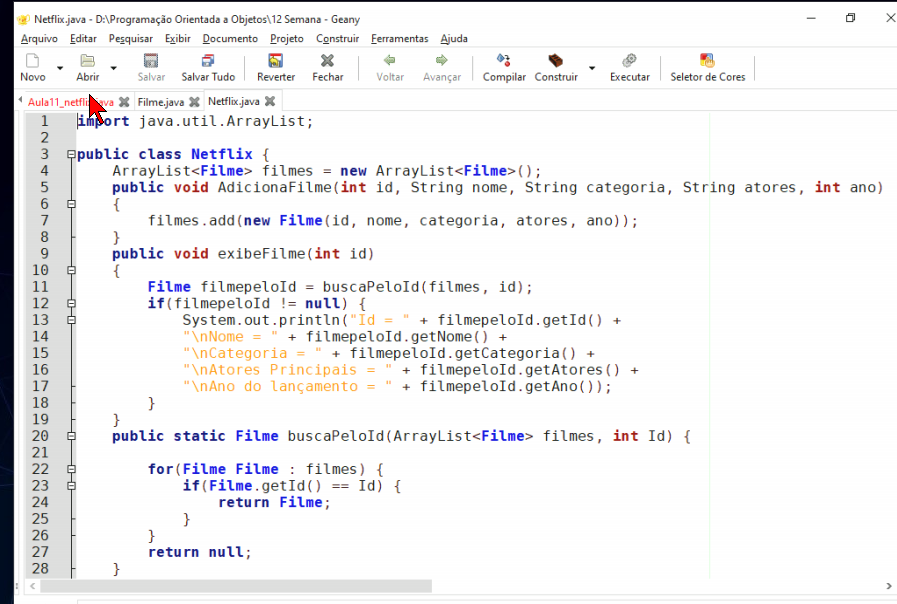 Netflix.java - D:\Programação Orientada a Objetos\12 Semana - Geany
Arquivo Editar Pesquisar Exibir Documento Projeto Construir Ferramentas Ajuda
Novo Abrir Salvar Salvar Tudo Reverter Fechar Voltar Avançar Compilar Construir Executar Seletor de Cores
Filme.java Netflix.java
1 import java.util.ArrayList;
2
3 public class Netflix {
4 ArrayList<Filme> filmes = new ArrayList<Filme>();
5 public void AdicionaFilme(int id, String nome, String categoria, String atores, int ano)
6 {
7 filmes.add(new Filme(id, nome, categoria, atores, ano));
8 }
9 public void exibeFilme(int id)
10 {
11 Filme filmepeloId = buscaPeloId(filmes, id);
12 if(filmepeloId != null) {
13 System.out.println("Id = " + filmepeloId.getId() +
14 "\nNome = " + filmepeloId.getNome() +
15 "\nCategoria = " + filmepeloId.getCategoria() +
16 "\nAtores Principais = " + filmepeloId.getAtores() +
17 "\nAno do lançamento = " + filmepeloId.getAno());
18 }
19 }
20 public static Filme buscaPeloId(ArrayList<Filme> filmes, int Id) {
21
22 for(Filme Filme : filmes) {
23 if(Filme.getId() == Id) {
24 return Filme;
25 }
26 }
27 return null;
28 }